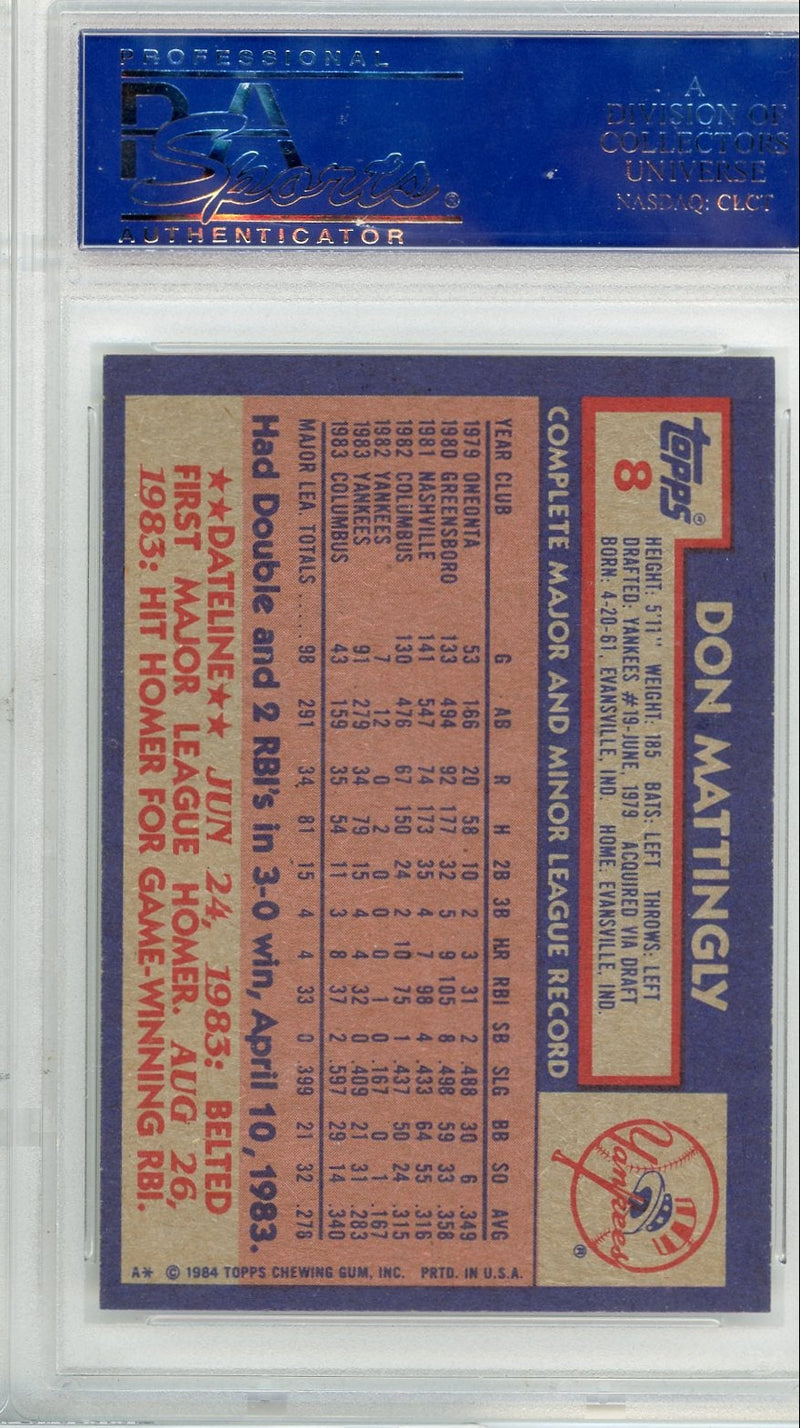 PROFESSIONAL
PSA
Sports®
AUTHENTICATOR
A
DIVISION OF
COLLECTORS
UNIVERSE
NASDAQ: CLCT
topps®
8
DON MATTINGLY
HEIGHT: 5'11" WEIGHT: 185 BATS: LEFT THROWS: LEFT
DRAFTED: YANKEES #19-JUNE, 1979 ACQUIRED VIA DRAFT
BORN: 4-20-61, EVANSVILLE, IND. HOME: EVANSVILLE, IND.
Yankees
®
COMPLETE MAJOR AND MINOR LEAGUE RECORD
YEAR CLUB G AB R H 2B 3B HR RBI SB SLG BB SO AVG
1979 ONEONTA 53 166 20 58 10 2 3 31 2 .488 30 6 .349
1980 GREENSBORO 133 494 92 177 32 5 9 105 8 .498 59 33 .358
1981 NASHVILLE 141 547 74 173 35 4 7 98 4 .433 64 55 .316
1982 COLUMBUS 130 476 67 150 24 2 10 75 1 .437 50 24 .315
1982 YANKEES 7 12 0 2 0 0 0 1 0 .167 0 1 .167
1983 YANKEES 91 279 34 79 15 4 4 32 0 .409 21 31 .283
1983 COLUMBUS 43 159 35 54 11 3 8 37 2 .597 29 14 .340
MAJOR LEA TOTALS ..... 98 291 34 81 15 4 4 33 0 .399 21 32 .278
Had Double and 2 RBI's in 3-0 win, April 10, 1983.
★★DATELINE★★ JUN 24, 1983: BELTED
FIRST MAJOR LEAGUE HOMER. AUG 26,
1983: HIT HOMER FOR GAME-WINNING RBI.
A* © 1984 TOPPS CHEWING GUM, INC. PRTD. IN U.S.A.